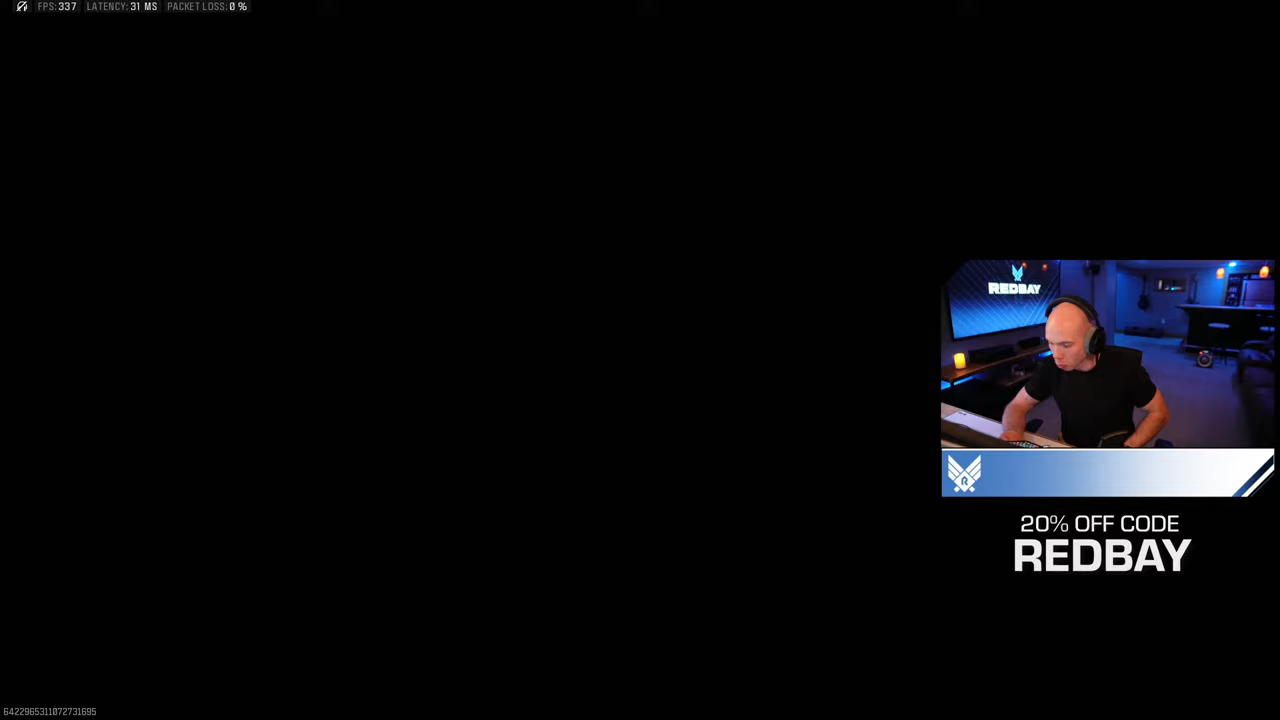 FPS: 337 LATENCY: 31 MS PACKET LOSS: 0 %
REDBAY
R
20% OFF CODE
REDBAY
6422965311072731695